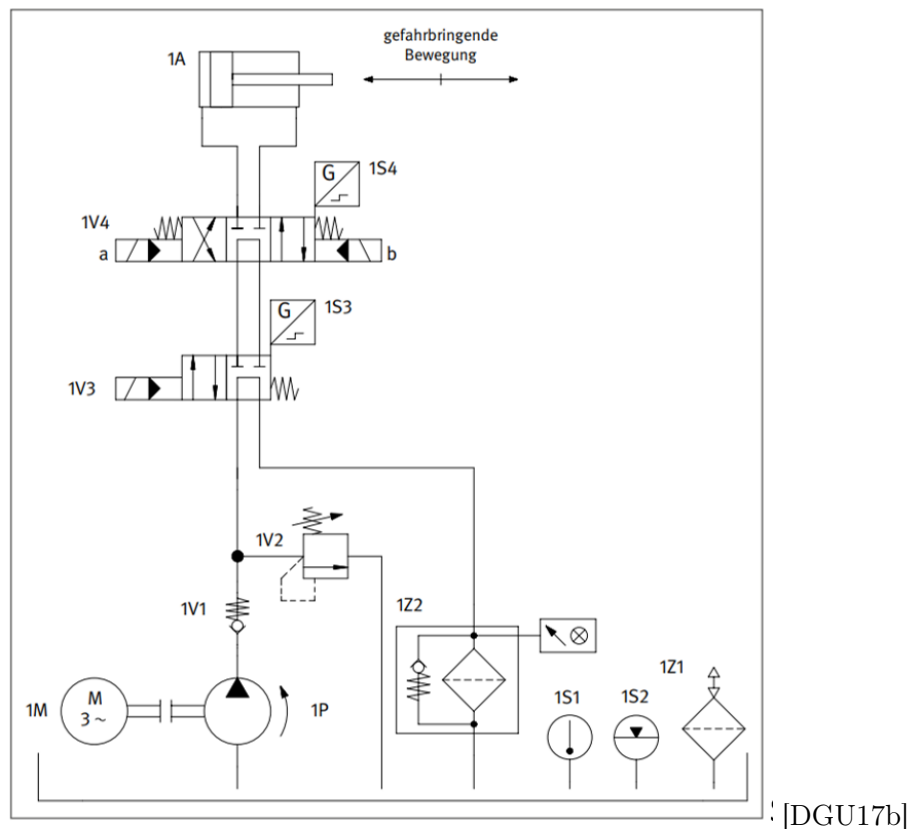 gefahrbringende
Bewegung
1A
G
1S4
1V4
a
b
G
1S3
1V3
1V2
1V1
1Z2
1Z1
1M
M
3 ~
1P
1S1
1S2
[DGU17b]